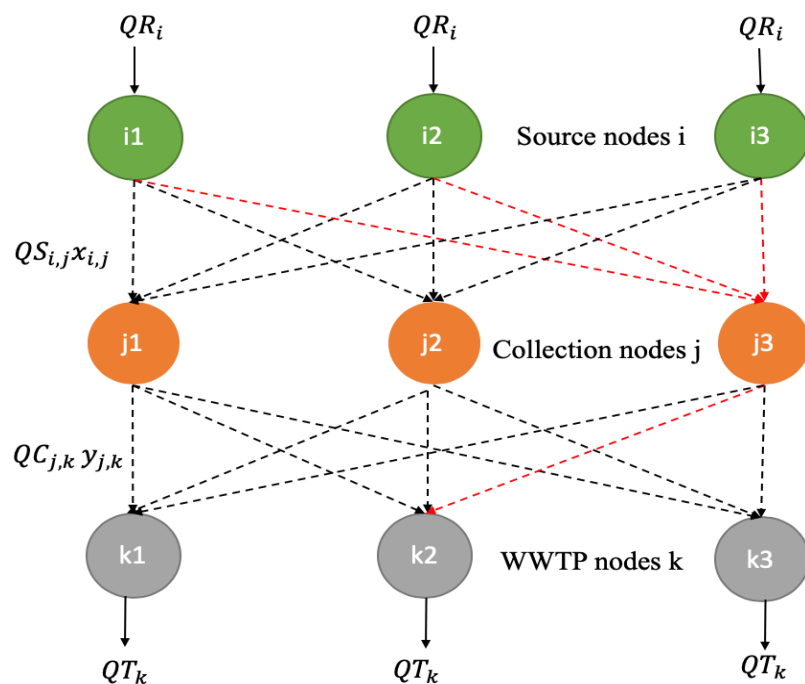 QR_i QR_i QR_i
i1 i2 Source nodes i i3
QS_{i,j}x_{i,j}
j1 j2 Collection nodes j j3
QC_{j,k} y_{j,k}
k1 k2 WWTP nodes k k3
QT_k QT_k QT_k